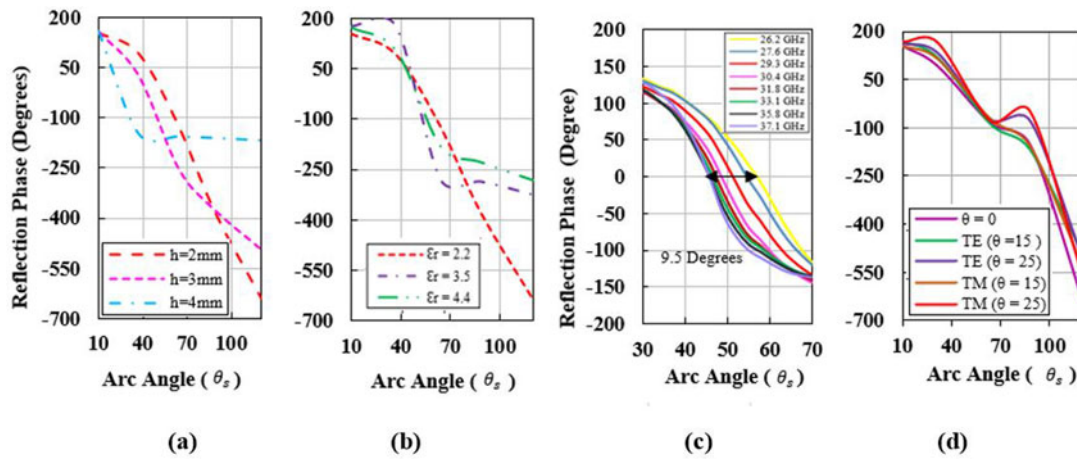 Reflection Phase (Degrees)
200
50
-100
-250
-400
-550
-700
h=2mm
h=3mm
h=4mm
10 40 70 100
Arc Angle ( θs )
(a)
200
50
-100
-250
-400
-550
-700
Ɛr = 2.2
Ɛr = 3.5
Ɛr = 4.4
10 40 70 100
Arc Angle ( θs )
(b)
Reflection Phase (Degree)
200
150
100
50
0
-50
-100
-150
-200
26.2 GHz
27.6 GHz
29.3 GHz
30.4 GHz
31.8 GHz
33.1 GHz
35.8 GHz
37.1 GHz
9.5 Degrees
30 40 50 60 70
Arc Angle ( θs )
(c)
200
50
-100
-250
-400
-550
-700
θ = 0
TE (θ =15 )
TE (θ = 25)
TM (θ = 15)
TM (θ = 25)
10 40 70 100
Arc Angle ( θs )
(d)